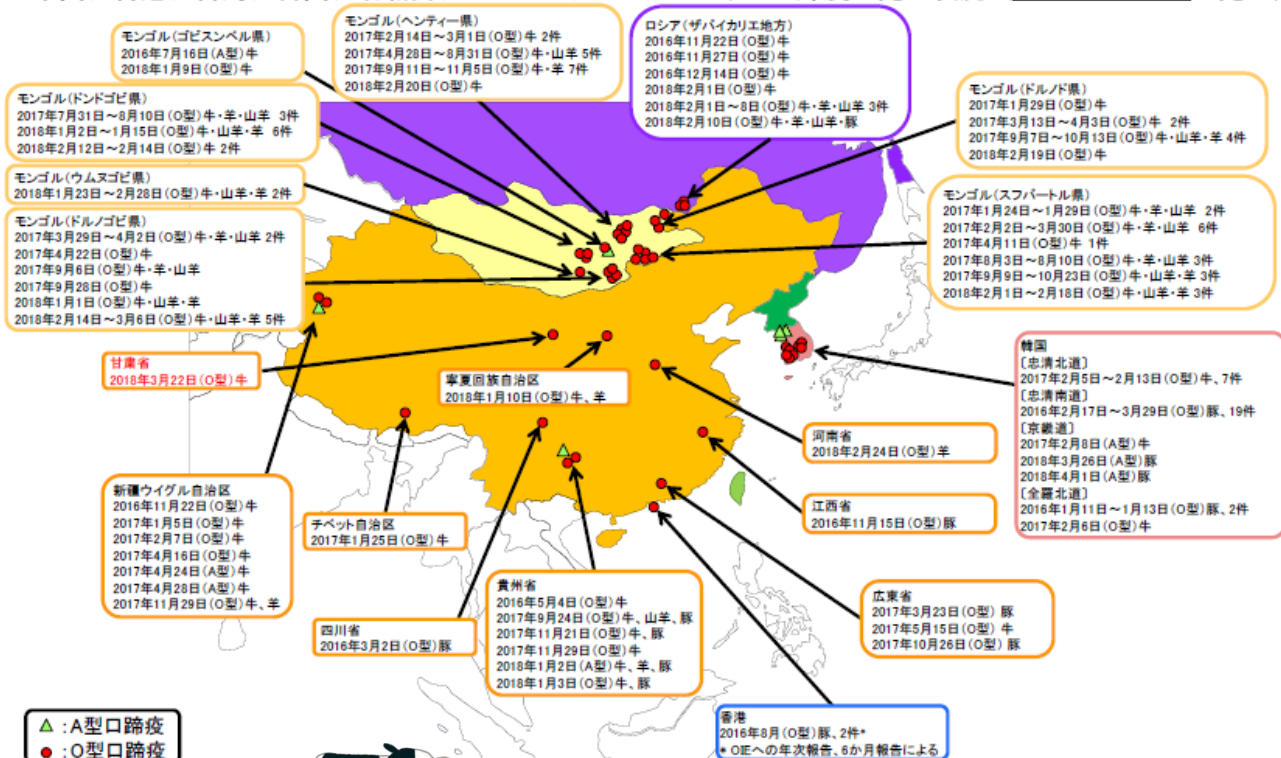 モンゴル(ゴビスンベル県)
2016年7月16日(A型)牛
2018年1月9日(O型)牛
モンゴル(ヘンティー県)
2017年2月14日～3月1日(O型)牛 2件
2017年4月28日～8月31日(O型)牛・山羊 5件
2017年9月11日～11月5日(O型)牛・羊 7件
2018年2月20日(O型)牛
ロシア(ザバイカリエ地方)
2016年11月22日(O型)牛
2016年11月27日(O型)牛
2016年12月14日(O型)牛
2018年2月1日(O型)牛
2018年2月1日～8日(O型)牛・山羊 3件
2018年2月10日(O型)牛・羊・山羊・豚
モンゴル(ドルノド県)
2017年1月29日(O型)牛
2017年3月13日～4月3日(O型)牛 2件
2017年9月7日～10月13日(O型)牛・山羊・羊 4件
2018年2月19日(O型)牛
モンゴル(ドンドゴビ県)
2017年7月31日～8月10日(O型)牛・羊・山羊 3件
2018年1月2日～1月15日(O型)牛・山羊・羊 6件
2018年2月12日～2月14日(O型)牛 2件
モンゴル(ウムヌゴビ県)
2018年1月23日～2月28日(O型)牛・山羊・羊 2件
モンゴル(ドルノゴビ県)
2017年3月29日～4月2日(O型)牛・羊・山羊 2件
2017年4月22日(O型)牛
2017年9月6日(O型)牛・羊・山羊
2017年9月28日(O型)牛
2018年1月1日(O型)牛・山羊・羊
2018年2月14日～3月6日(O型)牛・山羊・羊 5件
モンゴル(スフバートル県)
2017年1月24日～1月29日(O型)牛・羊・山羊 2件
2017年2月2日～3月30日(O型)牛・羊・山羊 6件
2017年4月11日(O型)牛 1件
2017年8月3日～8月10日(O型)牛・羊・山羊 3件
2017年9月9日～10月23日(O型)牛・山羊・羊 3件
2018年2月1日～2月18日(O型)牛・山羊・羊 3件
甘粛省
2018年3月22日(O型)牛
寧夏回族自治区
2018年1月10日(O型)牛、羊
韓国
〔忠清北道〕
2017年2月5日～2月13日(O型)牛、7件
〔忠清南道〕
2016年2月17日～3月29日(O型)豚、19件
〔京畿道〕
2017年2月8日(A型)牛
2018年3月26日(A型)豚
2018年4月1日(A型)豚
〔全羅北道〕
2016年1月11日～1月13日(O型)豚、2件
2017年2月6日(O型)牛
河南省
2018年2月24日(O型)羊
江西省
2016年11月15日(O型)豚
新疆ウイグル自治区
2016年11月22日(O型)牛
2017年1月5日(O型)牛
2017年2月7日(O型)牛
2017年4月16日(O型)牛
2017年4月24日(A型)牛
2017年4月28日(A型)牛
2017年11月29日(O型)牛、羊
チベット自治区
2017年1月25日(O型)牛
四川省
2016年3月2日(O型)豚
貴州省
2016年5月4日(O型)牛
2017年9月24日(O型)牛、山羊、豚
2017年11月21日(O型)牛、豚
2017年11月29日(O型)牛
2018年1月2日(A型)牛、羊、豚
2018年1月3日(O型)牛、豚
広東省
2017年3月23日(O型) 豚
2017年5月15日(O型) 牛
2017年10月26日(O型) 豚
香港
2016年8月(O型)豚、2件*
* OIEへの年次報告、6か月報告による
△ :A型口蹄疫
● :O型口蹄疫